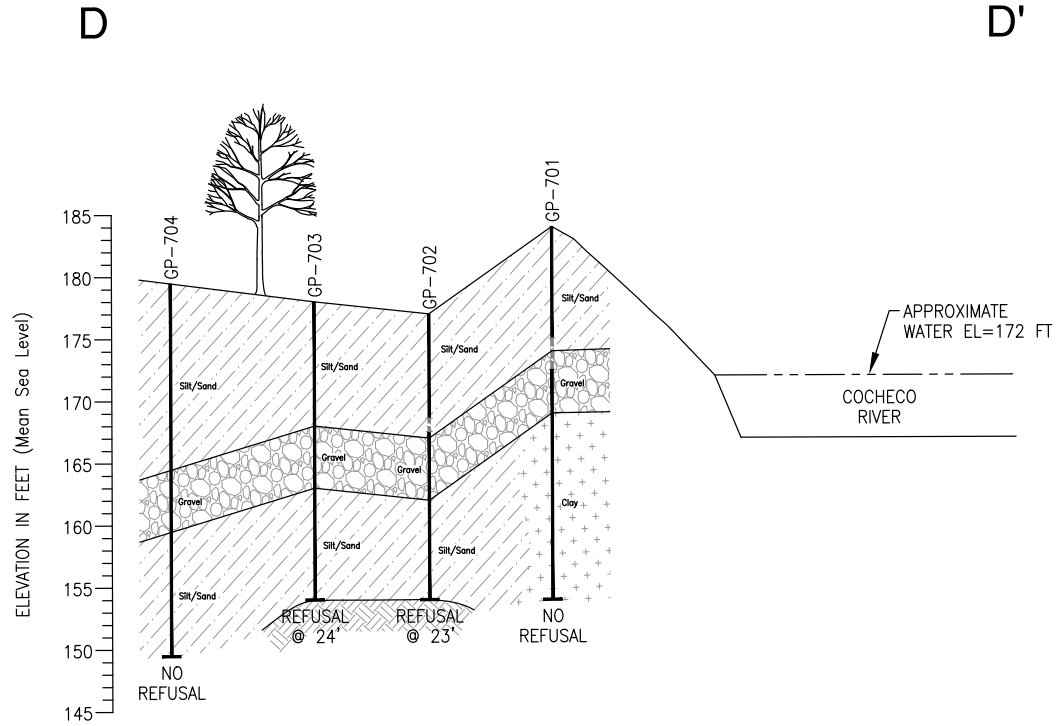 D
D'
GP-701
GP-704
GP-703
GP-702
ELEVATION IN FEET (Mean Sea Level)
185
180
175
170
165
160
155
150
145
Silt/Sand
Gravel
Silt/Sand
NO
REFUSAL
Silt/Sand
Gravel
Silt/Sand
REFUSAL
@ 24'
Silt/Sand
Gravel
Silt/Sand
REFUSAL
@ 23'
Silt/Sand
Gravel
Clay
NO
REFUSAL
APPROXIMATE
WATER EL=172 FT
COCHECO
RIVER